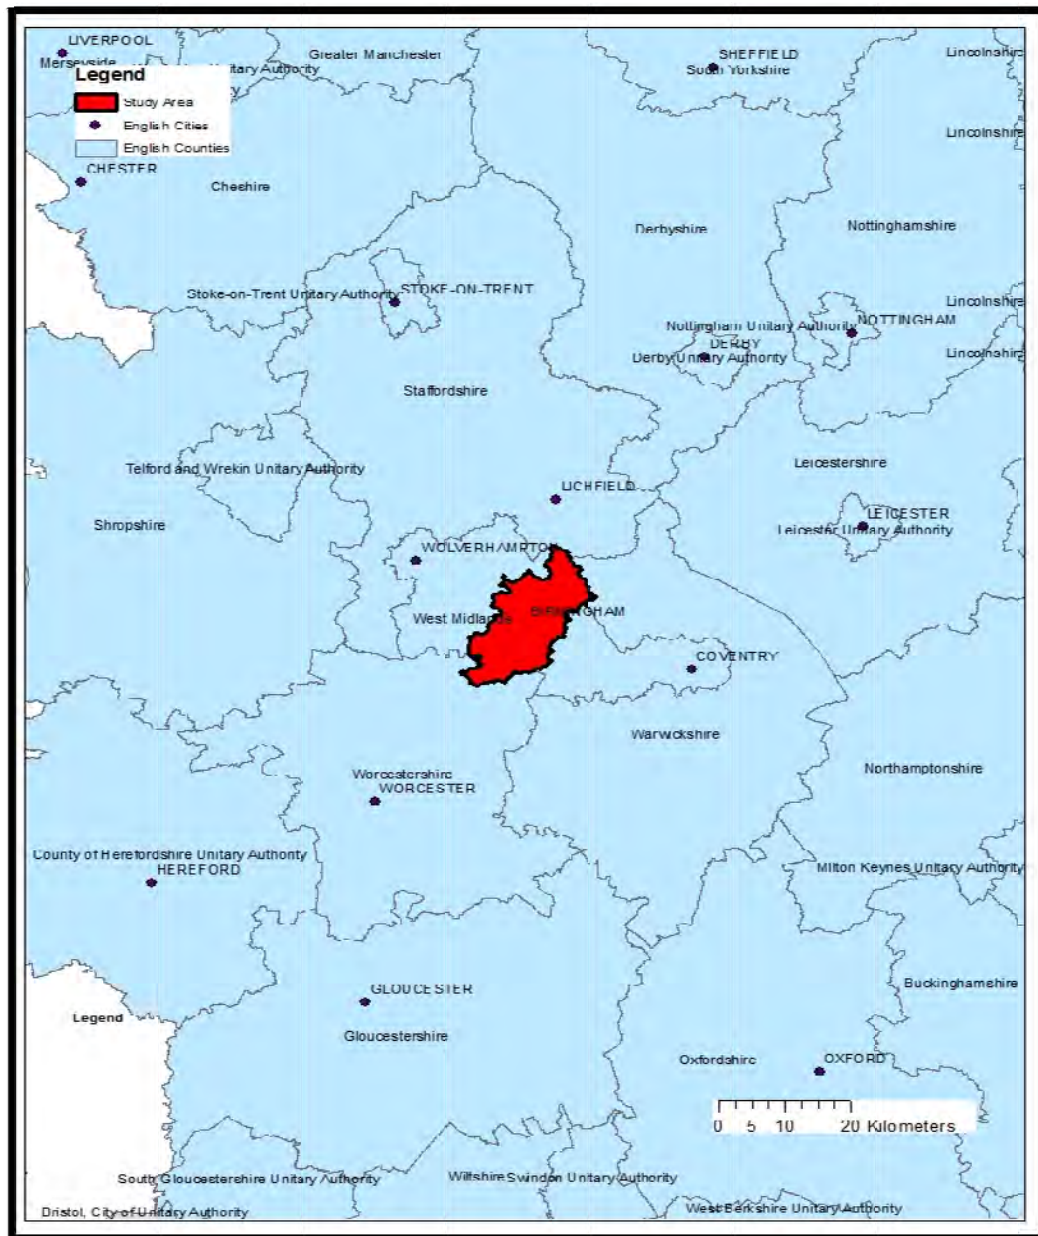 LIVERPOOL
Merseyside
Greater Manchester
SHEFFIELD
South Yorkshire
Lincolnshire
Unitary Authority
Legend
Study Area
English Cities
English Counties
Lincolnshire
CHESTER
Cheshire
Derbyshire
Nottinghamshire
Stoke-on-Trent Unitary Authority
STOKE-ON-TRENT
Lincolnshire
Nottingham Unitary Authority
NOTTINGHAM
DERBY
Derby Unitary Authority
Lincolnshire
Staffordshire
Telford and Wrekin Unitary Authority
Leicestershire
LICHFIELD
Shropshire
LEICESTER
Leicester Unitary Authority
WOLVERHAMPTON
West Midlands
BIRMINGHAM
COVENTRY
Warwickshire
Northamptonshire
Worcestershire
WORCESTER
County of Herefordshire Unitary Authority
HEREFORD
Milton Keynes Unitary Authority
Buckinghamshire
GLOUCESTER
Legend
Gloucestershire
Oxfordshire
OXFORD
0 5 10 20 Kilometers
South Gloucestershire Unitary Authority
Wiltshire
Swindon Unitary Authority
Bristol, City of Unitary Authority
West Berkshire Unitary Authority